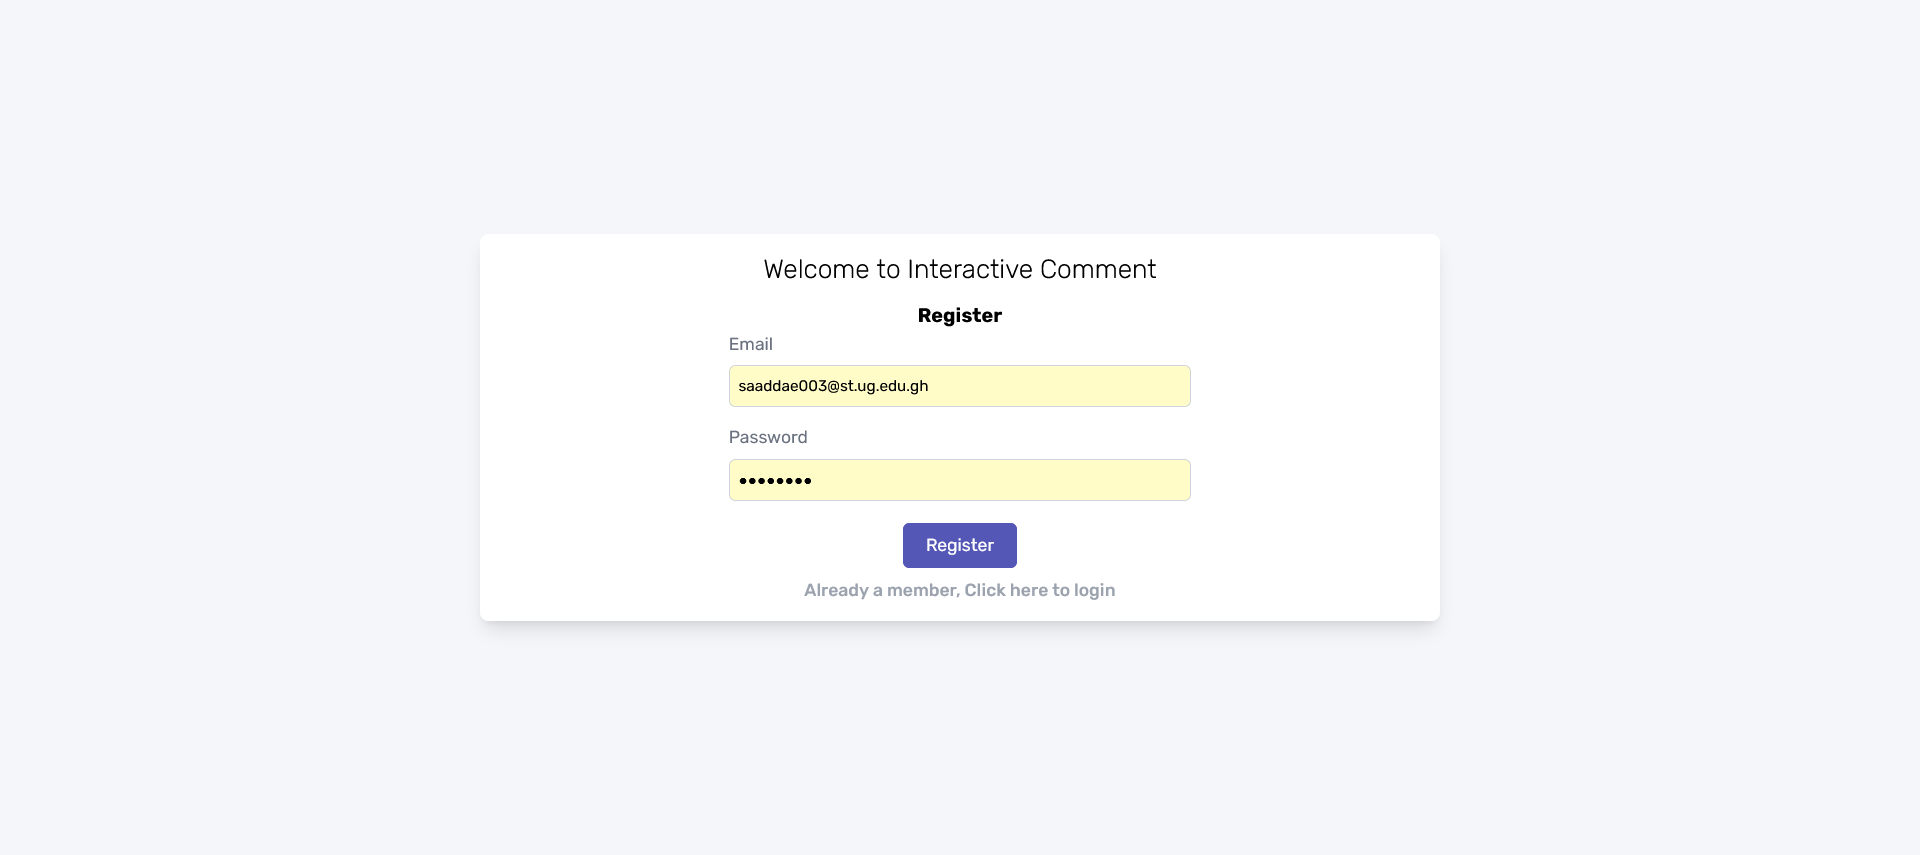 Welcome to Interactive Comment
Register
Email
saaddae003@st.ug.edu.gh
Password
••••••••
Register
Already a member, Click here to login